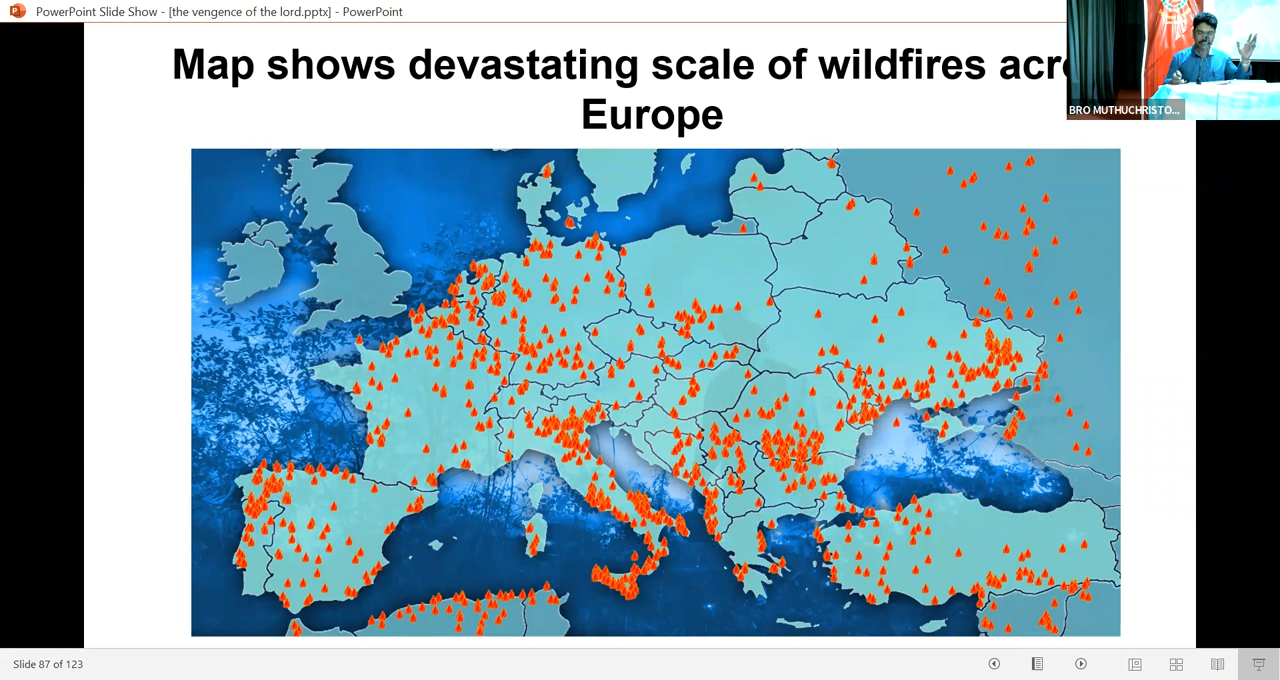 PowerPoint Slide Show - [the vengence of the lord.pptx] - PowerPoint
Map shows devastating scale of wildfires acro
Europe
BRO MUTHUCHRISTO...
Slide 87 of 123